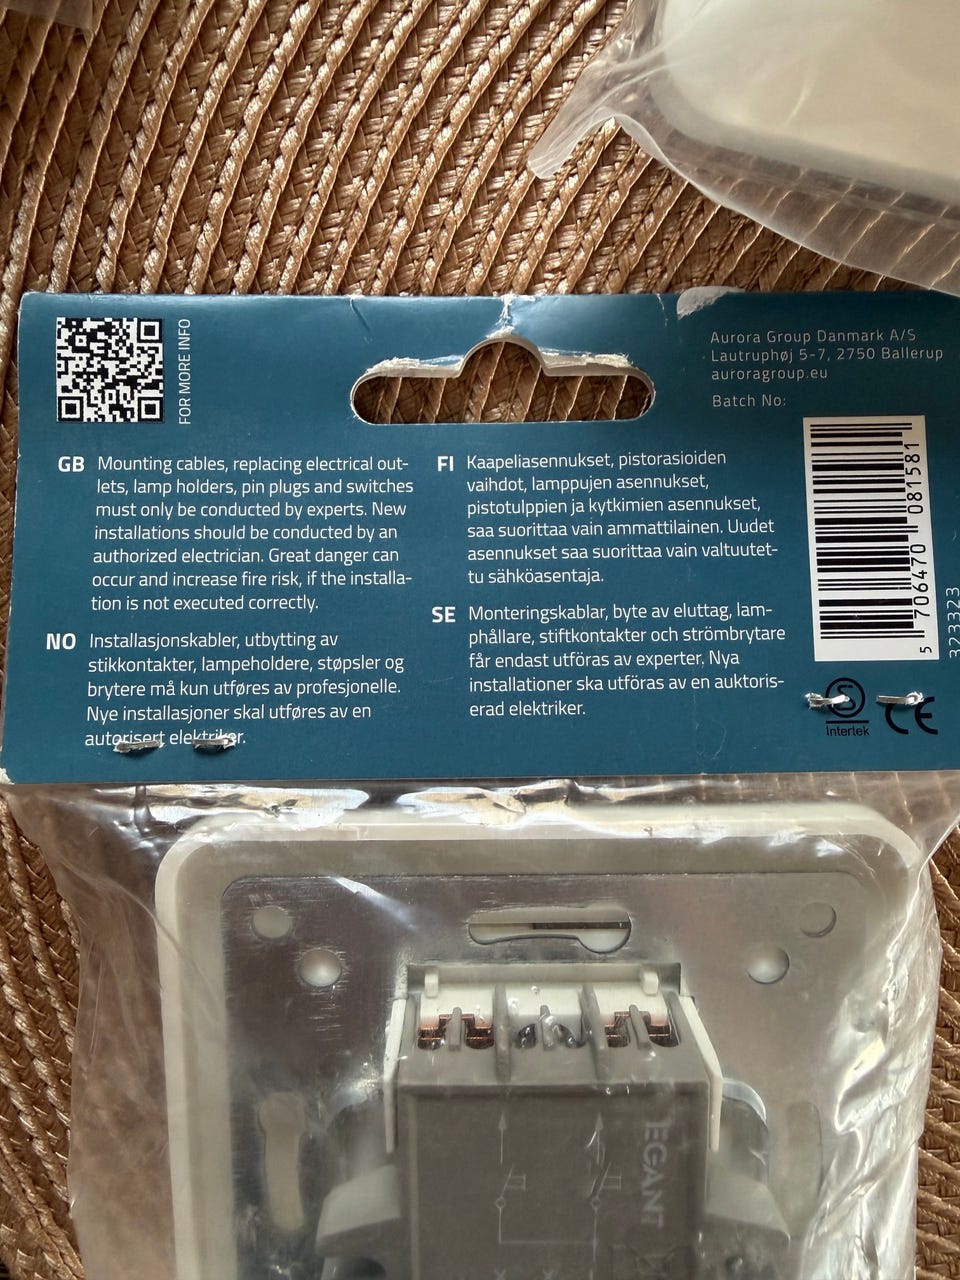 FOR MORE INFO
Aurora Group Danmark A/S
Lautruphøj 5-7, 2750 Ballerup
auroragroup.eu
Batch No:
GB Mounting cables, replacing electrical out-
lets, lamp holders, pin plugs and switches
must only be conducted by experts. New
installations should be conducted by an
authorized electrician. Great danger can
occur and increase fire risk, if the installa-
tion is not executed correctly.
NO Installasjonskabler, utbytting av
stikkontakter, lampeholdere, støpsler og
brytere må kun utføres av profesjonelle.
Nye installasjoner skal utføres av en
autorisert elektriker.
FI Kaapeliasennukset, pistorasioiden
vaihdot, lamppujen asennukset,
pistotulppien ja kytkimien asennukset,
saa suorittaa vain ammattilainen. Uudet
asennukset saa suorittaa vain valtuutet-
tu sähköasentaja.
SE Monteringskablar, byte av eluttag, lam-
phållare, stiftkontakter och strömbrytare
får endast utföras av experter. Nya
installationer ska utföras av en auktoris-
erad elektriker.
5 706470 081581
323323
S
Intertek
CE
EGANT